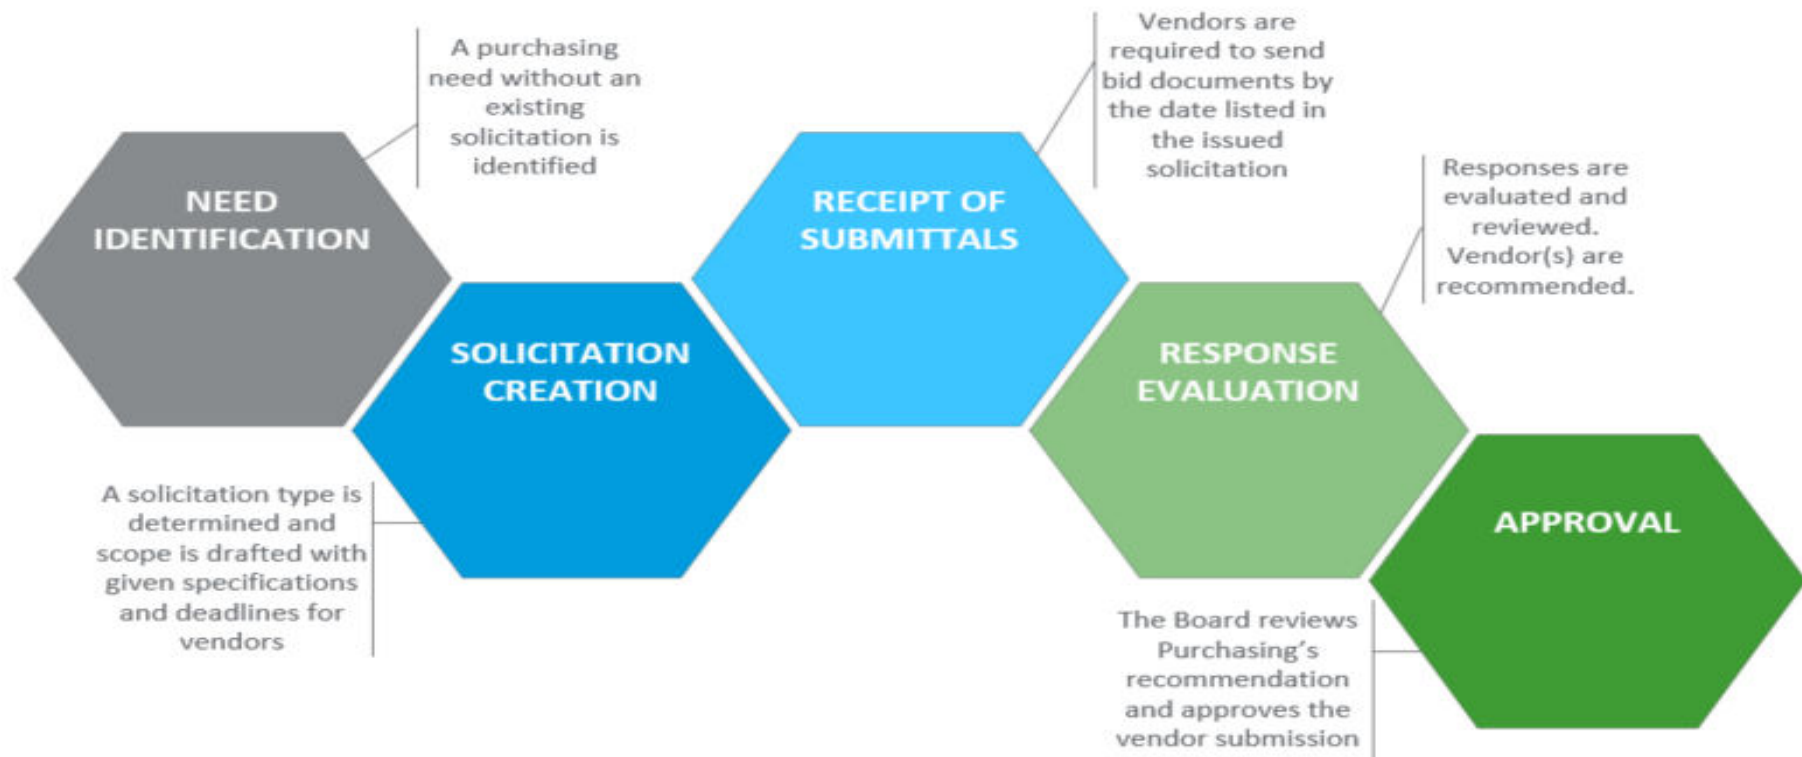 NEED
IDENTIFICATION
A purchasing
need without an
existing
solicitation is
identified
SOLICITATION
CREATION
A solicitation type is
determined and
scope is drafted with
given specifications
and deadlines for
vendors
RECEIPT OF
SUBMITTALS
Vendors are
required to send
bid documents by
the date listed in
the issued
solicitation
RESPONSE
EVALUATION
Responses are
evaluated and
reviewed.
Vendor(s) are
recommended.
APPROVAL
The Board reviews
Purchasing’s
recommendation
and approves the
vendor submission